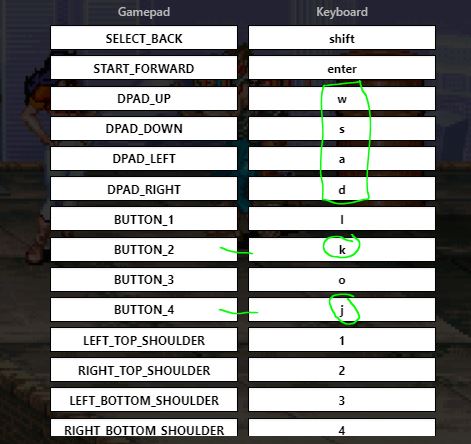 Gamepad Keyboard
SELECT_BACK shift
START_FORWARD enter
DPAD_UP w
DPAD_DOWN s
DPAD_LEFT a
DPAD_RIGHT d
BUTTON_1 l
BUTTON_2 k
BUTTON_3 o
BUTTON_4 j
LEFT_TOP_SHOULDER 1
RIGHT_TOP_SHOULDER 2
LEFT_BOTTOM_SHOULDER 3
RIGHT_BOTTOM_SHOULDER 4